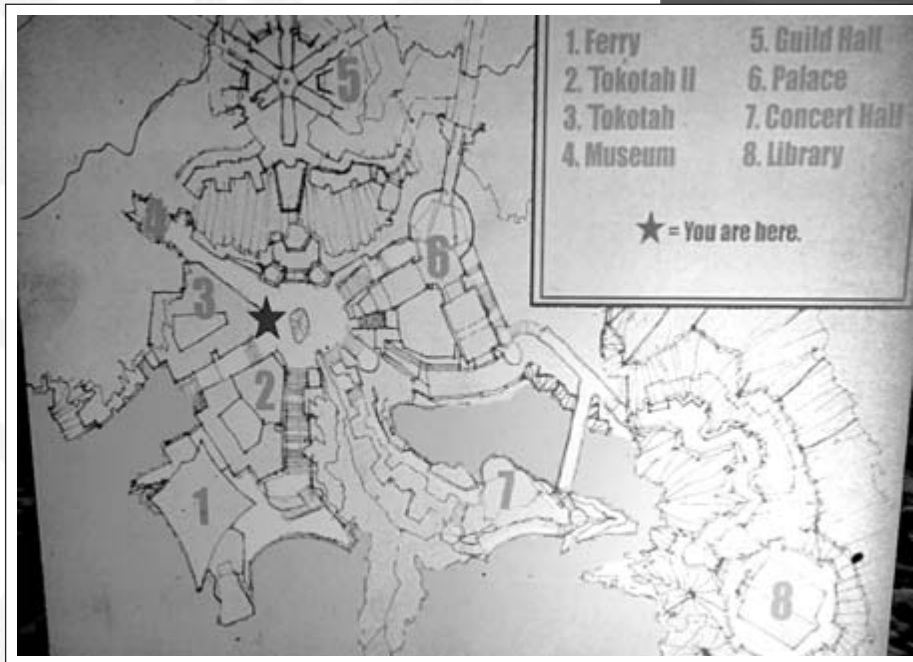 1. Ferry
2. Tokotah II
3. Tokotah
4. Museum
5. Guild Hall
6. Palace
7. Concert Hall
8. Library
★ = You are here.
5
4
6
3
2
1
7
8